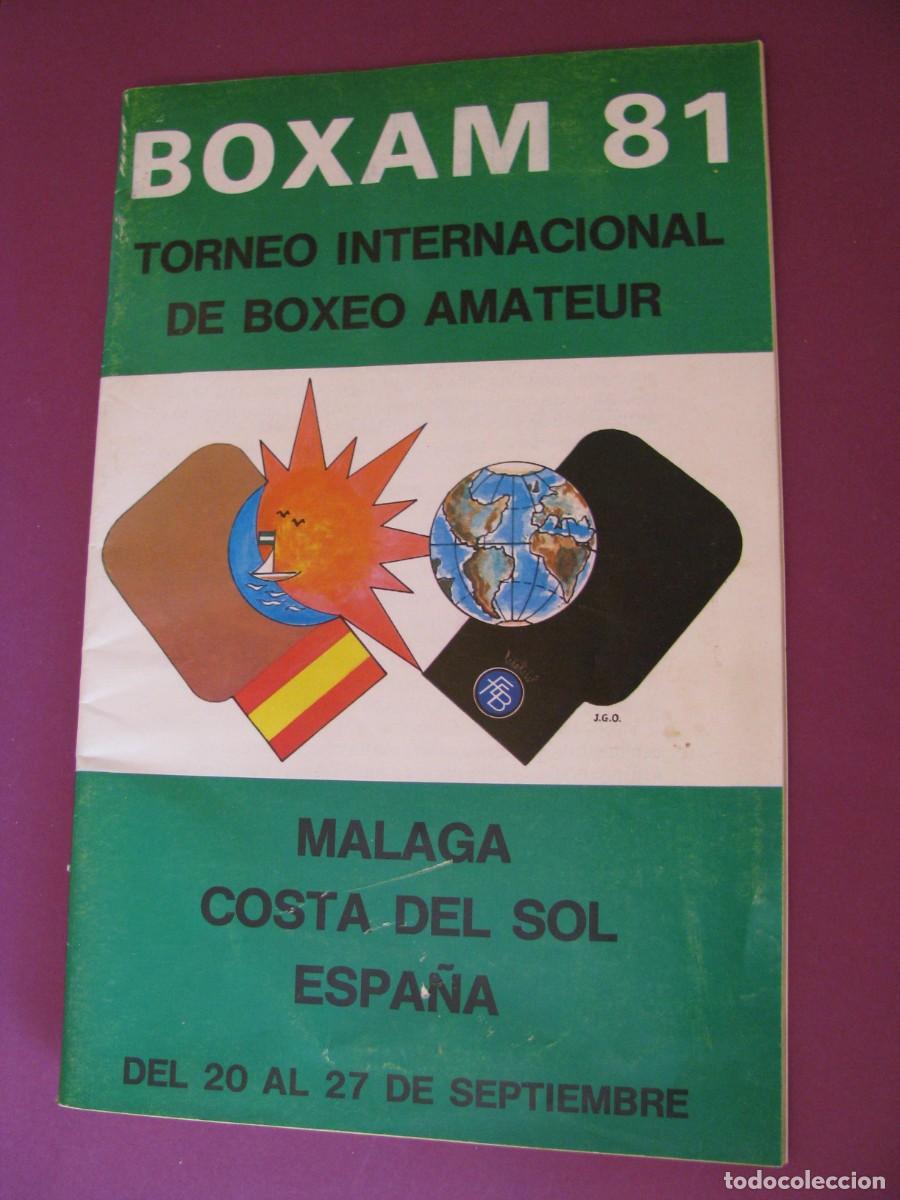 BOXAM 81
TORNEO INTERNACIONAL
DE BOXEO AMATEUR
FEB
J.G.O.
MALAGA
COSTA DEL SOL
ESPAÑA
DEL 20 AL 27 DE SEPTIEMBRE
todocoleccion